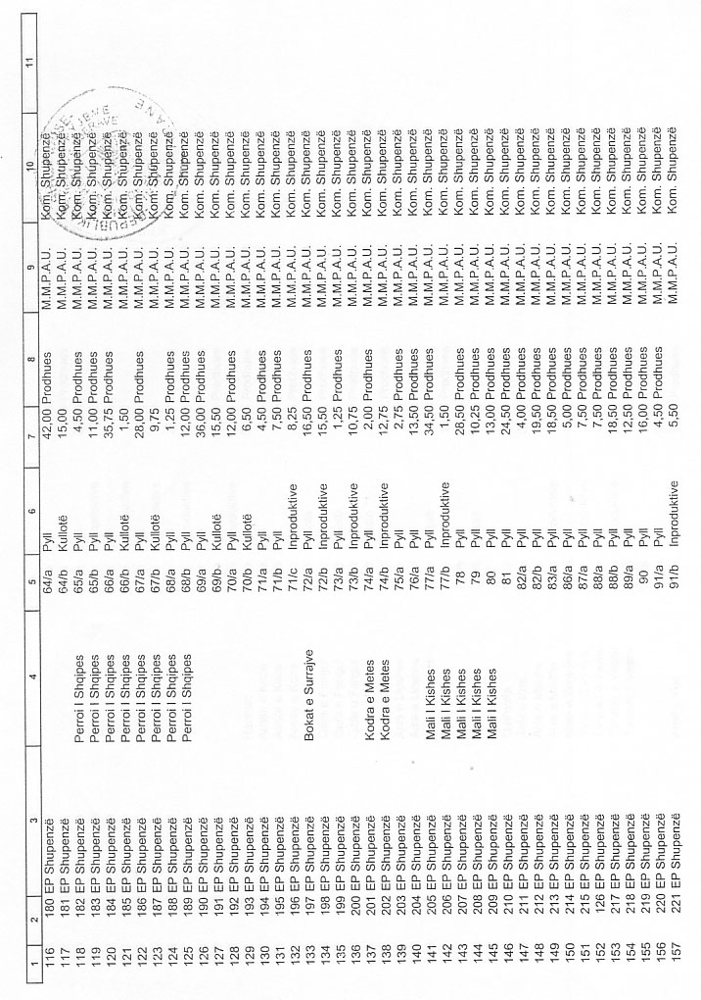 1 2 3 4 5 6 7 8 9 10 11
116 180 EP Shupenzë 64/a Pyll 42,00 Prodhues M.M.P.A.U. Kom. Shupenzë
117 181 EP Shupenzë 64/b Kullotë 15,00 M.M.P.A.U. Kom. Shupenzë
118 182 EP Shupenzë Perroi I Shqipes 65/a Pyll 4,50 Prodhues M.M.P.A.U. Kom. Shupenzë
119 183 EP Shupenzë Perroi I Shqipes 65/b Pyll 11,00 Prodhues M.M.P.A.U. Kom. Shupenzë
120 184 EP Shupenzë Perroi I Shqipes 66/a Pyll 35,75 Prodhues M.M.P.A.U. Kom. Shupenzë
121 185 EP Shupenzë Perroi I Shqipes 66/b Kullotë 1,50 M.M.P.A.U. Kom. Shupenzë
122 186 EP Shupenzë Perroi I Shqipes 67/a Pyll 28,00 Prodhues M.M.P.A.U. Kom. Shupenzë
123 187 EP Shupenzë Perroi I Shqipes 67/b Kullotë 9,75 M.M.P.A.U. Kom. Shupenzë
124 188 EP Shupenzë Perroi I Shqipes 68/a Pyll 1,25 Prodhues M.M.P.A.U. Kom. Shupenzë
125 189 EP Shupenzë Perroi I Shqipes 68/b Pyll 12,00 Prodhues M.M.P.A.U. Kom. Shupenzë
126 190 EP Shupenzë 69/a Pyll 36,00 Prodhues M.M.P.A.U. Kom. Shupenzë
127 191 EP Shupenzë 69/b Kullotë 15,50 M.M.P.A.U. Kom. Shupenzë
128 192 EP Shupenzë 70/a Pyll 12,00 Prodhues M.M.P.A.U. Kom. Shupenzë
129 193 EP Shupenzë 70/b Kullotë 6,50 M.M.P.A.U. Kom. Shupenzë
130 194 EP Shupenzë 71/a Pyll 4,50 Prodhues M.M.P.A.U. Kom. Shupenzë
131 195 EP Shupenzë 71/b Pyll 7,50 Prodhues M.M.P.A.U. Kom. Shupenzë
132 196 EP Shupenzë 71/c Inproduktive 8,25 M.M.P.A.U. Kom. Shupenzë
133 197 EP Shupenzë Bokat e Surrajve 72/a Pyll 16,50 Prodhues M.M.P.A.U. Kom. Shupenzë
134 198 EP Shupenzë 72/b Inproduktive 15,50 M.M.P.A.U. Kom. Shupenzë
135 199 EP Shupenzë 73/a Pyll 1,25 Prodhues M.M.P.A.U. Kom. Shupenzë
136 200 EP Shupenzë 73/b Inproduktive 10,75 M.M.P.A.U. Kom. Shupenzë
137 201 EP Shupenzë Kodra e Metes 74/a Pyll 2,00 Prodhues M.M.P.A.U. Kom. Shupenzë
138 202 EP Shupenzë Kodra e Metes 74/b Inproduktive 12,75 M.M.P.A.U. Kom. Shupenzë
139 203 EP Shupenzë 75/a Pyll 2,75 Prodhues M.M.P.A.U. Kom. Shupenzë
140 204 EP Shupenzë 76/a Pyll 13,50 Prodhues M.M.P.A.U. Kom. Shupenzë
141 205 EP Shupenzë Mali I Kishes 77/a Pyll 34,50 Prodhues M.M.P.A.U. Kom. Shupenzë
142 206 EP Shupenzë Mali I Kishes 77/b Inproduktive 1,50 M.M.P.A.U. Kom. Shupenzë
143 207 EP Shupenzë Mali I Kishes 78 Pyll 28,50 Prodhues M.M.P.A.U. Kom. Shupenzë
144 208 EP Shupenzë Mali I Kishes 79 Pyll 10,25 Prodhues M.M.P.A.U. Kom. Shupenzë
145 209 EP Shupenzë Mali I Kishes 80 Pyll 13,00 Prodhues M.M.P.A.U. Kom. Shupenzë
146 210 EP Shupenzë 81 Pyll 24,50 Prodhues M.M.P.A.U. Kom. Shupenzë
147 211 EP Shupenzë 82/a Pyll 4,00 Prodhues M.M.P.A.U. Kom. Shupenzë
148 212 EP Shupenzë 82/b Pyll 19,50 Prodhues M.M.P.A.U. Kom. Shupenzë
149 213 EP Shupenzë 83/a Pyll 18,50 Prodhues M.M.P.A.U. Kom. Shupenzë
150 214 EP Shupenzë 86/a Pyll 5,00 Prodhues M.M.P.A.U. Kom. Shupenzë
151 215 EP Shupenzë 87/a Pyll 7,50 Prodhues M.M.P.A.U. Kom. Shupenzë
152 126 EP Shupenzë 88/a Pyll 7,50 Prodhues M.M.P.A.U. Kom. Shupenzë
153 217 EP Shupenzë 88/b Pyll 18,50 Prodhues M.M.P.A.U. Kom. Shupenzë
154 218 EP Shupenzë 89/a Pyll 12,50 Prodhues M.M.P.A.U. Kom. Shupenzë
155 219 EP Shupenzë 90 Pyll 16,00 Prodhues M.M.P.A.U. Kom. Shupenzë
156 220 EP Shupenzë 91/a Pyll 4,50 Prodhues M.M.P.A.U. Kom. Shupenzë
157 221 EP Shupenzë 91/b Inproduktive 5,50 M.M.P.A.U. Kom. Shupenzë